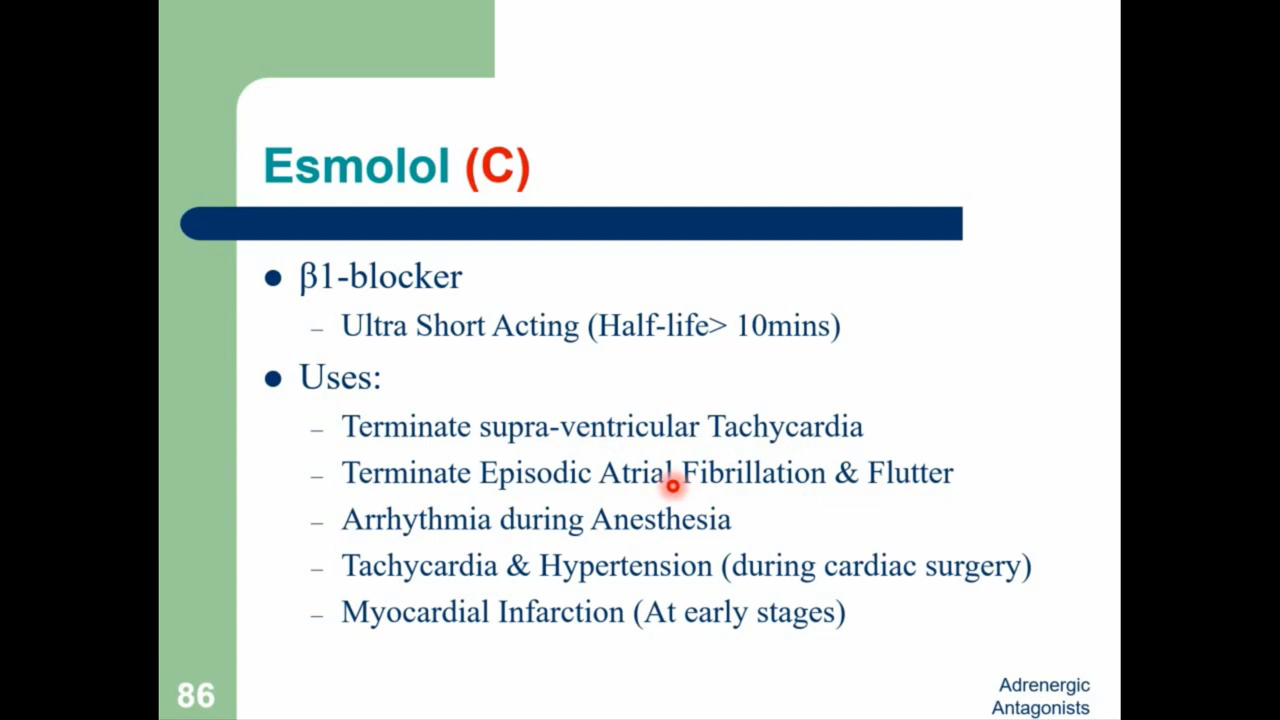 Esmolol (C)
● β1-blocker
– Ultra Short Acting (Half-life> 10mins)
● Uses:
– Terminate supra-ventricular Tachycardia
– Terminate Episodic Atrial Fibrillation & Flutter
– Arrhythmia during Anesthesia
– Tachycardia & Hypertension (during cardiac surgery)
– Myocardial Infarction (At early stages)
86
Adrenergic
Antagonists